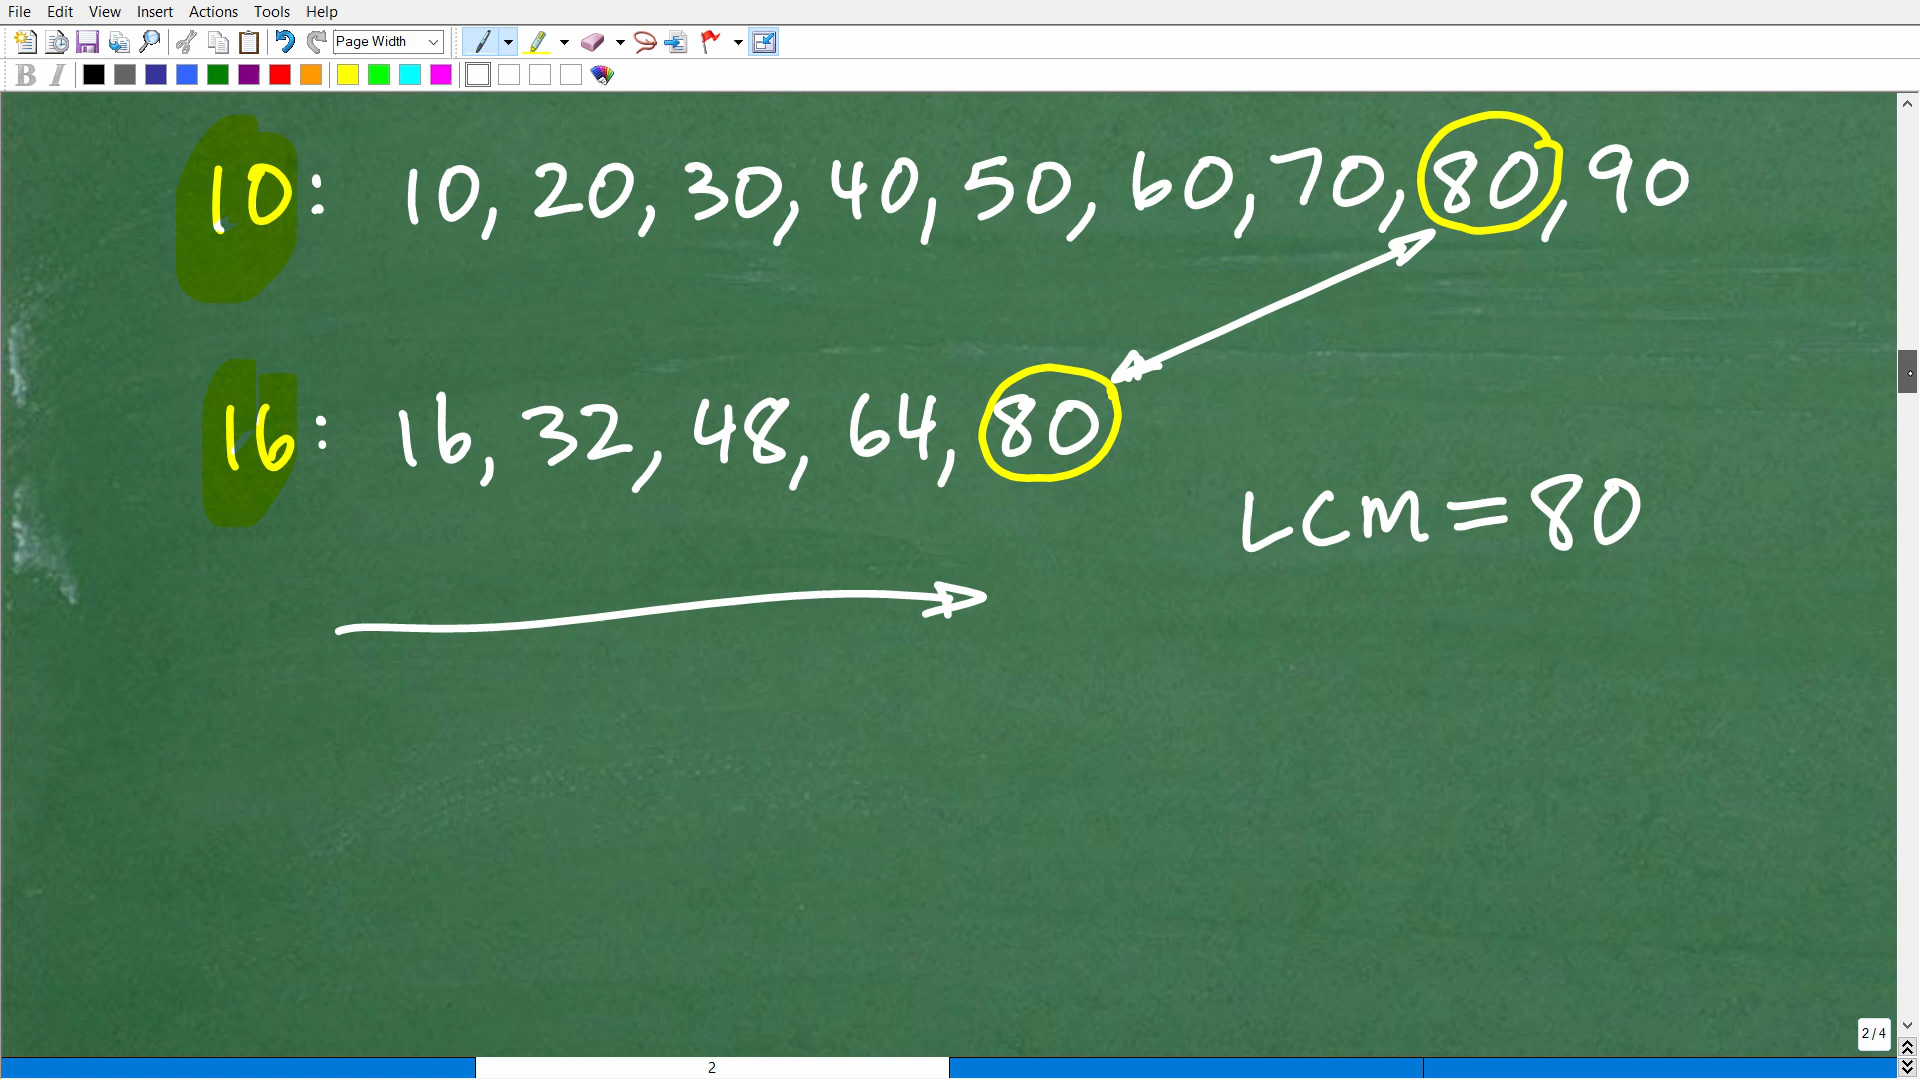 File Edit View Insert Actions Tools Help
Page Width
B I
10: 10, 20, 30, 40, 50, 60, 70, 80, 90
16: 16, 32, 48, 64, 80
LCM = 80
2 / 4
2